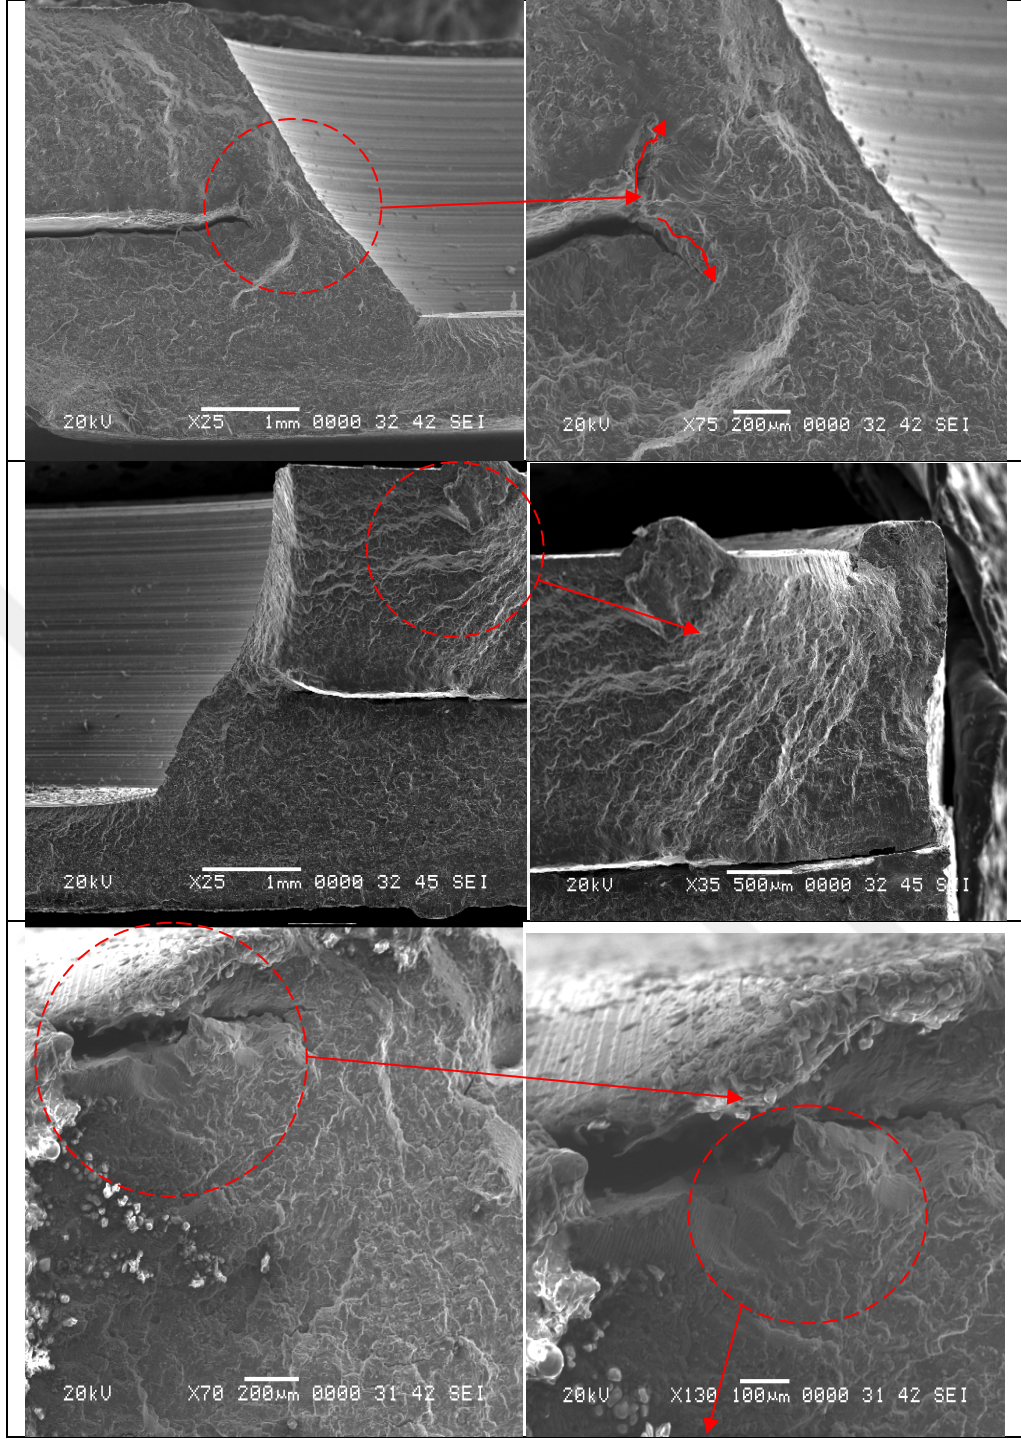 20kV X25 1mm 0000 32 42 SEI
20kV X75 200µm 0000 32 42 SEI
20kV X25 1mm 0000 32 45 SEI
20kV X35 500µm 0000 32 45 SEI
20kV X70 200µm 0000 31 42 SEI
20kV X130 100µm 0000 31 42 SEI